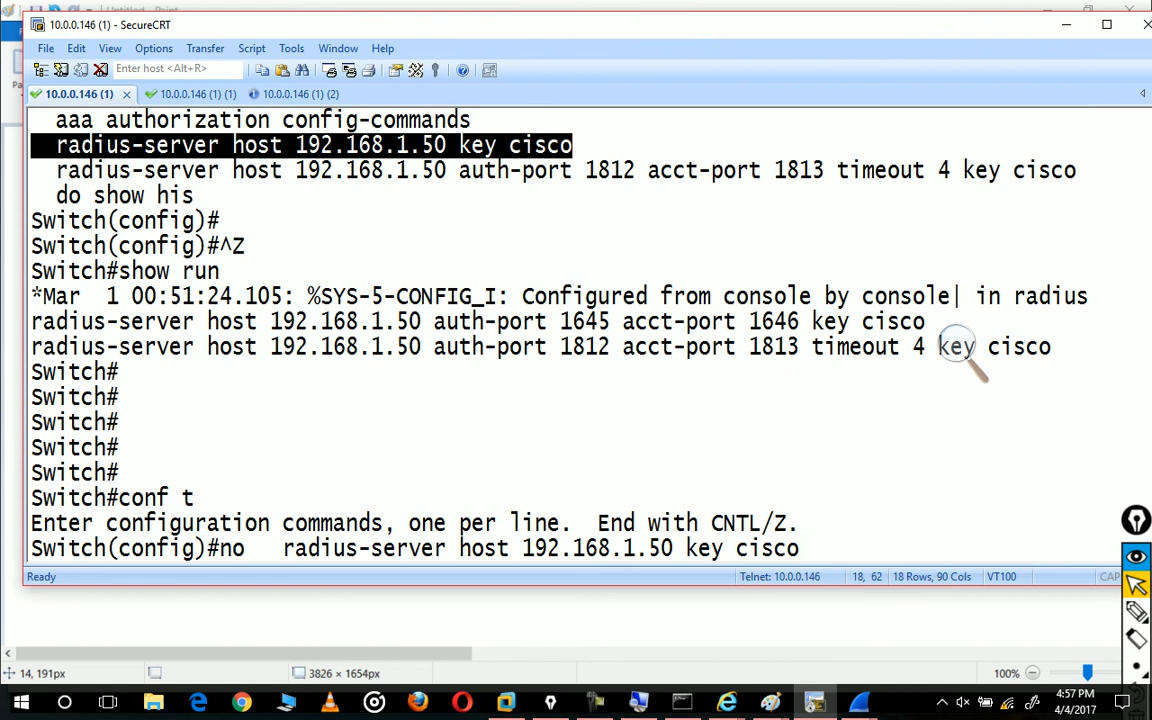 10.0.0.146 (1) - SecureCRT
File Edit View Options Transfer Script Tools Window Help
Enter host <Alt+R>
10.0.0.146 (1) 10.0.0.146 (1) (1) 10.0.0.146 (1) (2)
aaa authorization config-commands
radius-server host 192.168.1.50 key cisco
radius-server host 192.168.1.50 auth-port 1812 acct-port 1813 timeout 4 key cisco
do show his
Switch(config)#
Switch(config)#^Z
Switch#show run
*Mar  1 00:51:24.105: %SYS-5-CONFIG_I: Configured from console by console| in radius
radius-server host 192.168.1.50 auth-port 1645 acct-port 1646 key cisco
radius-server host 192.168.1.50 auth-port 1812 acct-port 1813 timeout 4 key cisco
Switch#
Switch#
Switch#
Switch#
Switch#
Switch#conf t
Enter configuration commands, one per line.  End with CNTL/Z.
Switch(config)#no   radius-server host 192.168.1.50 key cisco
Ready Telnet: 10.0.0.146 18, 62 18 Rows, 90 Cols VT100 CAP
14, 191px 3826 × 1654px 100%
4:57 PM
4/4/2017